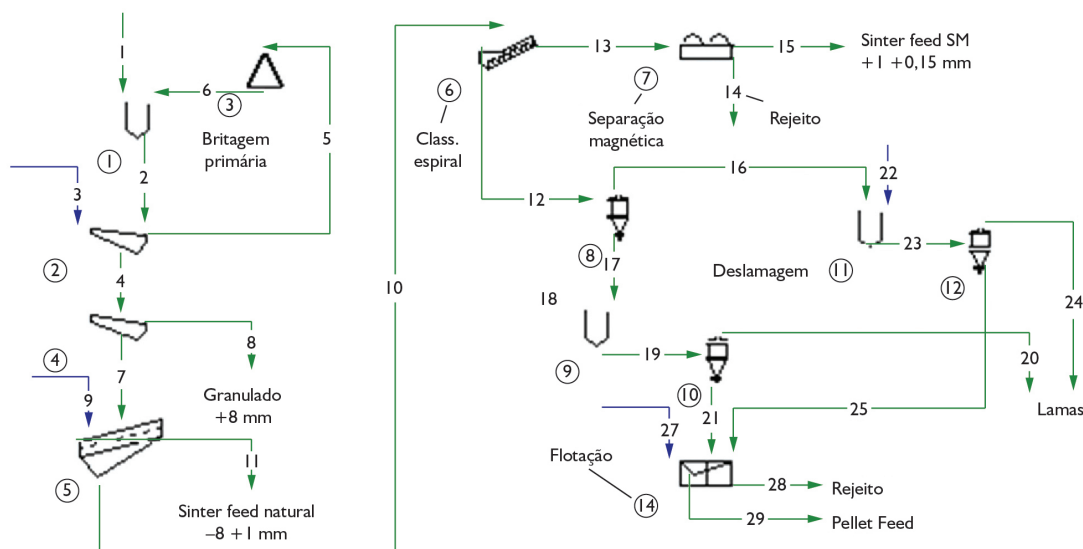 1
6
3
Britagem
primária
5
1
2
3
2
4
8
4
7
9
Granulado
+8 mm
11
5
Sinter feed natural
–8 +1 mm
10
13
15
Sinter feed SM
+1 +0,15 mm
6
7
14
Class.
espiral
Separação
magnética
Rejeito
16
22
12
8
17
23
Deslamagem
11
12
18
24
9
19
20
10
21
25
Lamas
27
Flotação
14
28
Rejeito
29
Pellet Feed